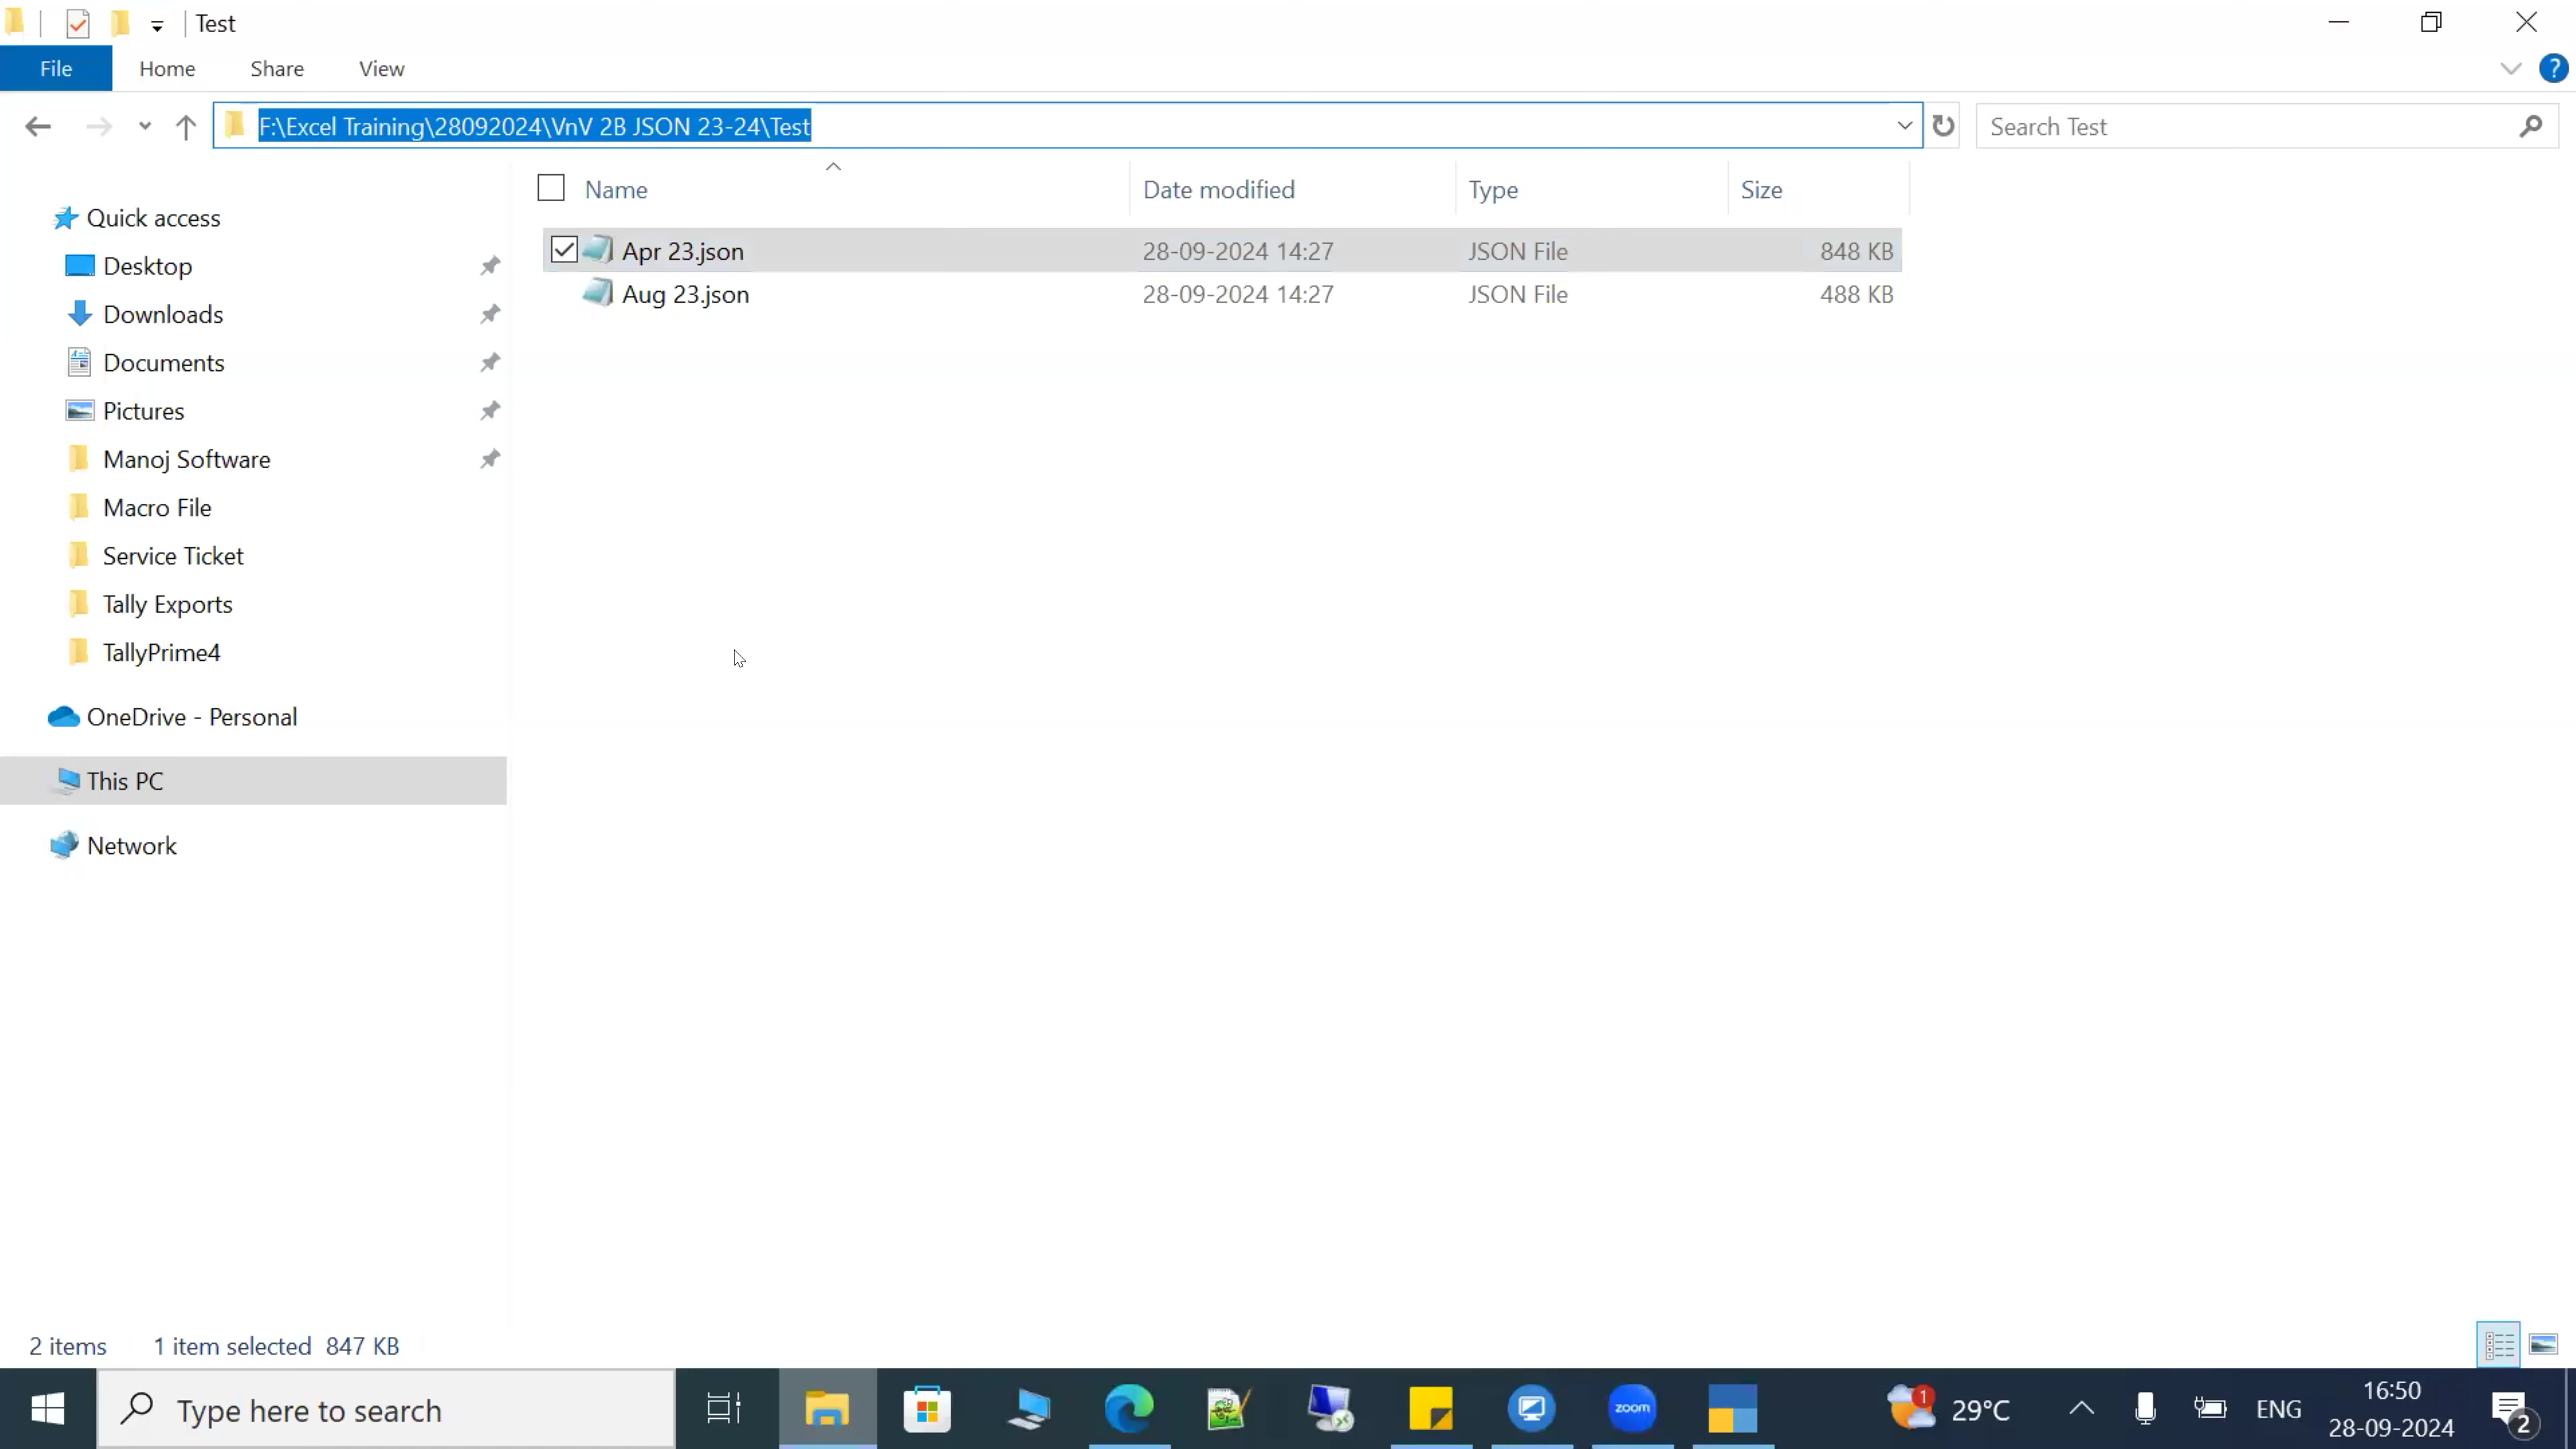 Test
File Home Share View
F:\Excel Training\28092024\VnV 2B JSON 23-24\Test
Search Test
Name Date modified Type Size
Apr 23.json 28-09-2024 14:27 JSON File 848 KB
Aug 23.json 28-09-2024 14:27 JSON File 488 KB
Quick access
Desktop
Downloads
Documents
Pictures
Manoj Software
Macro File
Service Ticket
Tally Exports
TallyPrime4
OneDrive - Personal
This PC
Network
2 items 1 item selected 847 KB
Type here to search
zoom
1
29°C
ENG
16:50
28-09-2024
2